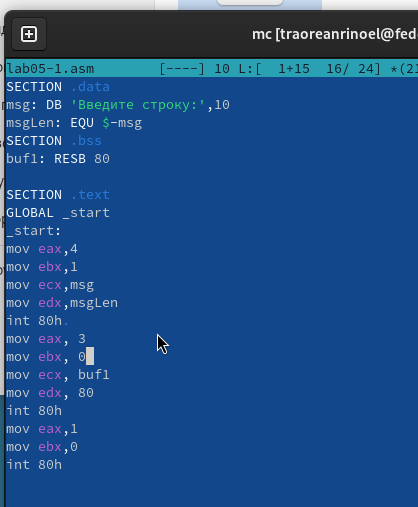 mc [traoreanrinoel@fed
lab05-1.asm [----] 10 L:[ 1+15 16/ 24] *(21
SECTION .data
msg: DB 'Введите строку:',10
msgLen: EQU $-msg
SECTION .bss
buf1: RESB 80
SECTION .text
GLOBAL _start
_start:
mov eax,4
mov ebx,1
mov ecx,msg
mov edx,msgLen
int 80h
mov eax, 3
mov ebx, 0
mov ecx, buf1
mov edx, 80
int 80h
mov eax,1
mov ebx,0
int 80h